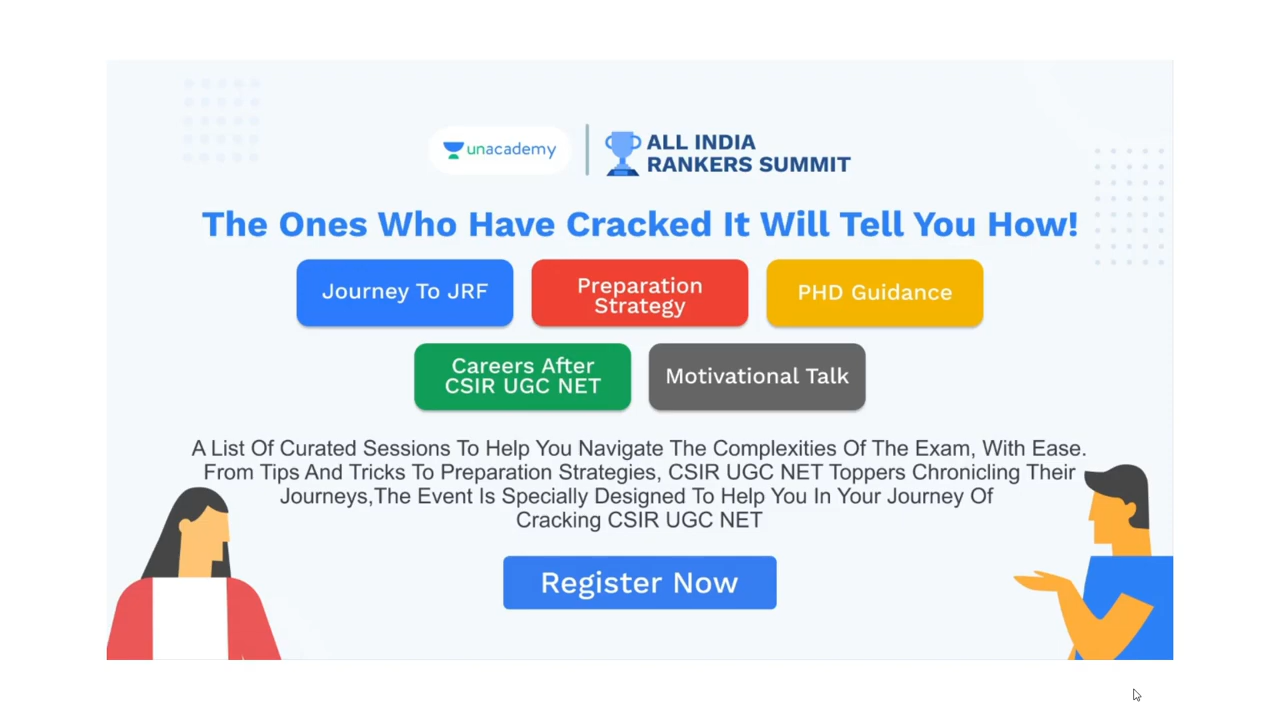 unacademy
ALL INDIA
RANKERS SUMMIT
The Ones Who Have Cracked It Will Tell You How!
Journey To JRF
Preparation
Strategy
PHD Guidance
Careers After
CSIR UGC NET
Motivational Talk
A List Of Curated Sessions To Help You Navigate The Complexities Of The Exam, With Ease.
From Tips And Tricks To Preparation Strategies, CSIR UGC NET Toppers Chronicling Their
Journeys,The Event Is Specially Designed To Help You In Your Journey Of
Cracking CSIR UGC NET
Register Now